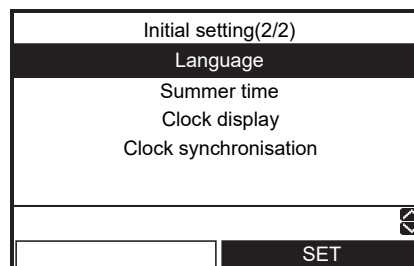 Initial setting(2/2)
Language
Summer time
Clock display
Clock synchronisation
SET